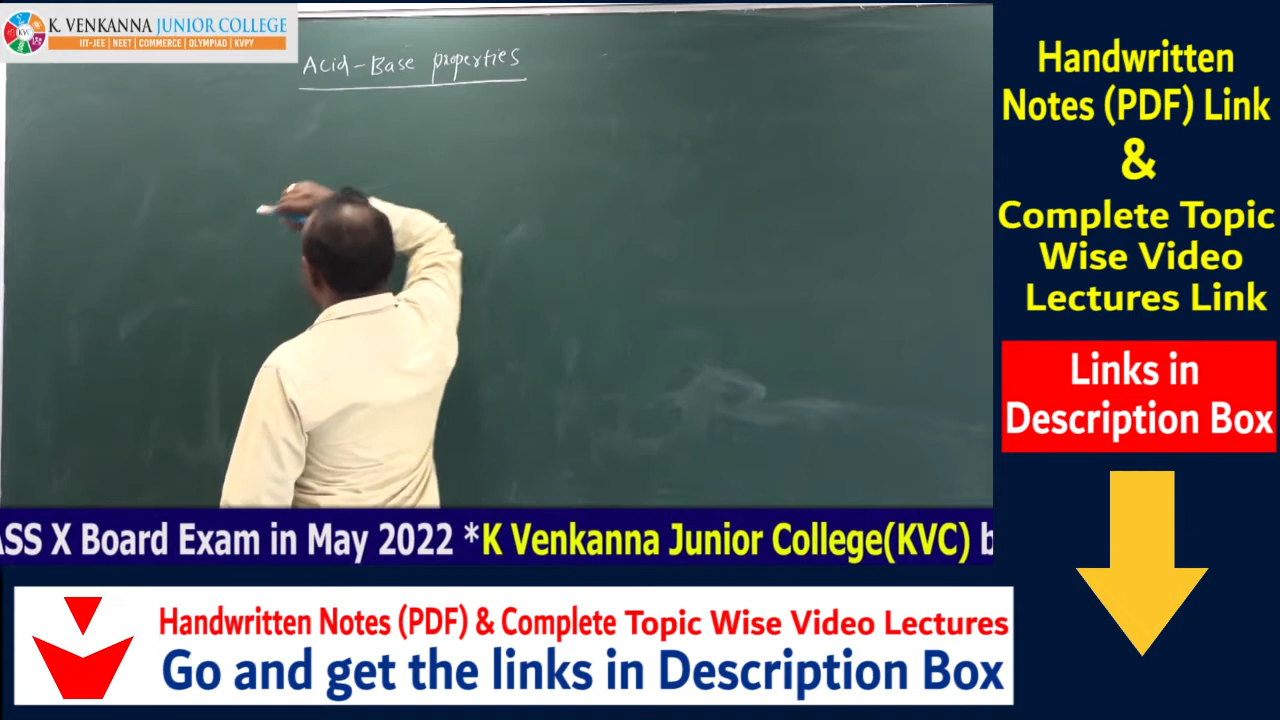 K. VENKANNA JUNIOR COLLEGE
IIT-JEE | NEET | COMMERCE | OLYMPIAD | KVPY
Acid-Base properties
Handwritten
Notes (PDF) Link
&
Complete Topic
Wise Video
Lectures Link
Links in
Description Box
ASS X Board Exam in May 2022 *K Venkanna Junior College(KVC) b
Handwritten Notes (PDF) & Complete Topic Wise Video Lectures
Go and get the links in Description Box